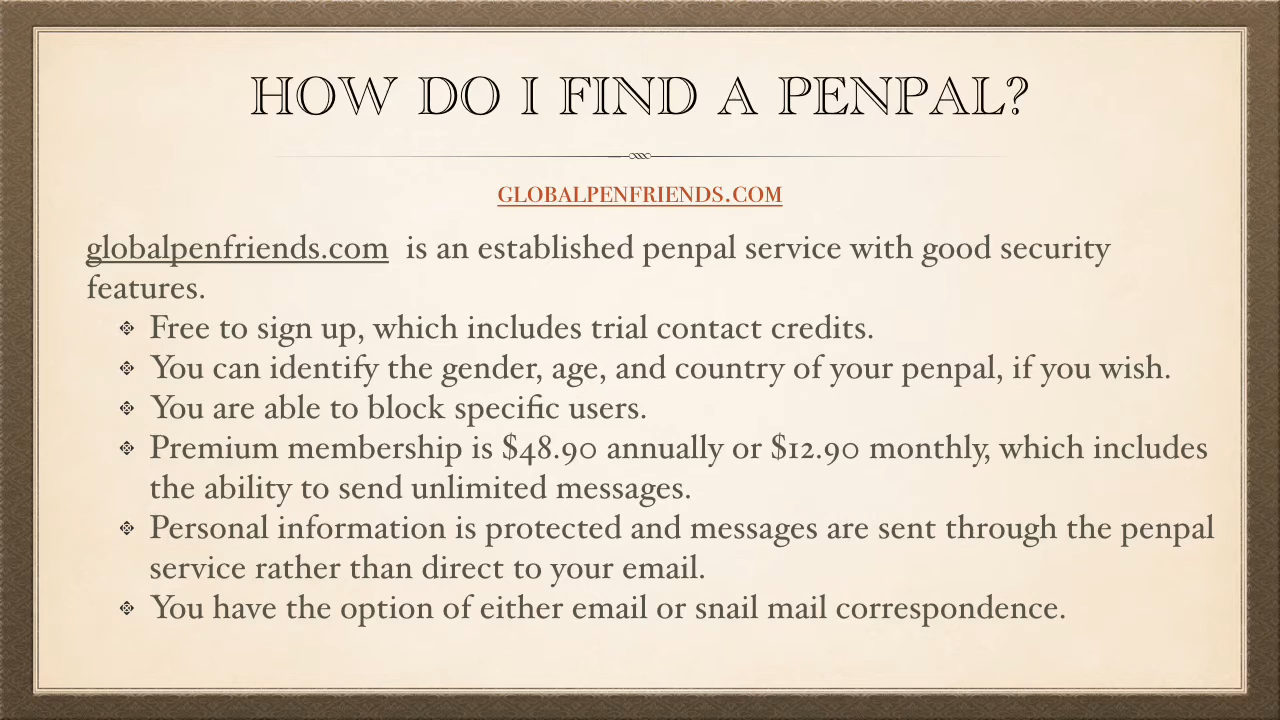 HOW DO I FIND A PENPAL?
GLOBALPENFRIENDS.COM
globalpenfriends.com is an established penpal service with good security
features.
Free to sign up, which includes trial contact credits.
You can identify the gender, age, and country of your penpal, if you wish.
You are able to block specific users.
Premium membership is $48.90 annually or $12.90 monthly, which includes
the ability to send unlimited messages.
Personal information is protected and messages are sent through the penpal
service rather than direct to your email.
You have the option of either email or snail mail correspondence.